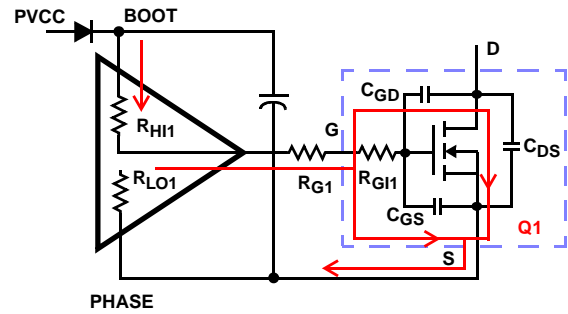 PVCC
BOOT
D
CGD
RHI1
G
CDS
RLO1
RG1
RGI1
CGS
Q1
S
PHASE